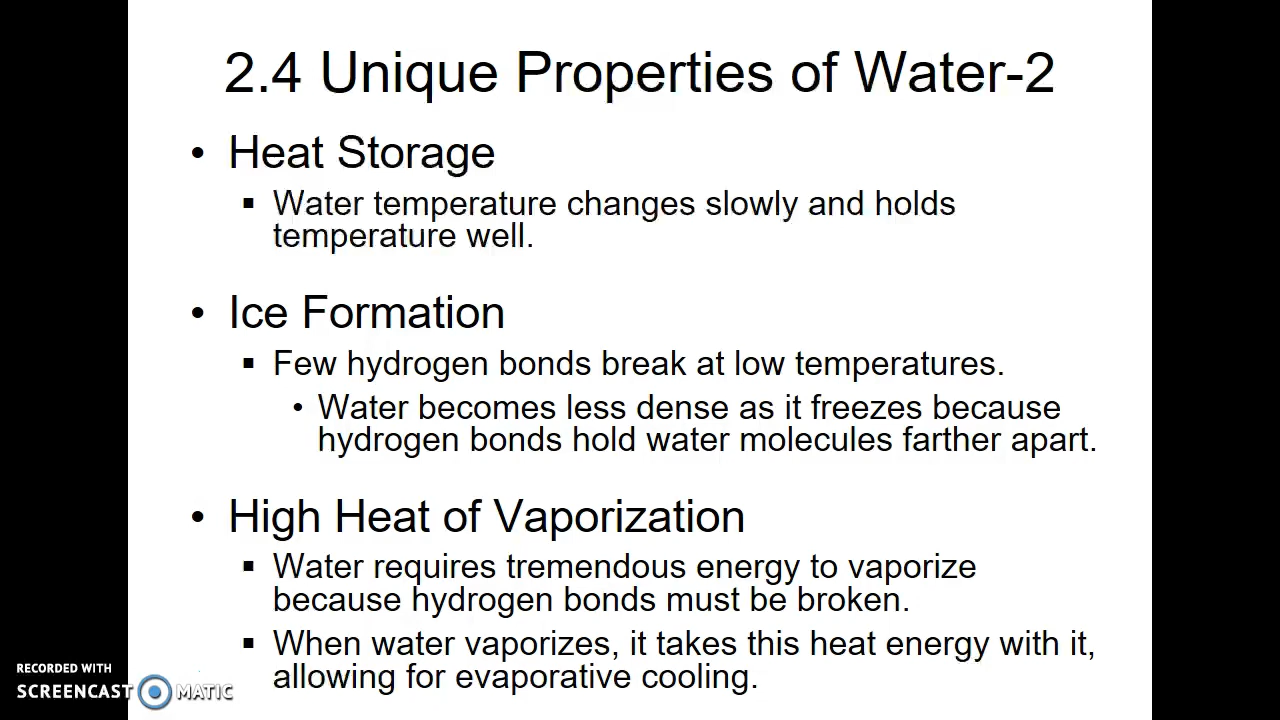 2.4 Unique Properties of Water-2
• Heat Storage
▪ Water temperature changes slowly and holds
temperature well.
• Ice Formation
▪ Few hydrogen bonds break at low temperatures.
• Water becomes less dense as it freezes because
hydrogen bonds hold water molecules farther apart.
• High Heat of Vaporization
▪ Water requires tremendous energy to vaporize
because hydrogen bonds must be broken.
▪ When water vaporizes, it takes this heat energy with it,
allowing for evaporative cooling.
RECORDED WITH
SCREENCAST MATIC